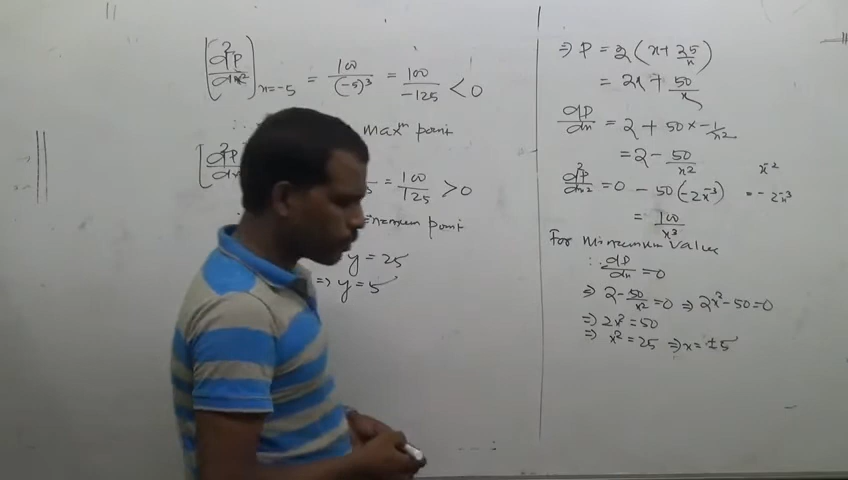 [d²P/dx²]x=-5 = 100/(-5)³ = 100/-125 < 0
∴ maxᵐ point
[d²P/dx = 100/125 > 0
point
y = 25
⇒ y = 5
⇒ P = 2(x + 25/x)
= 2x + 50/x
dP/dx = 2 + 50 × -1/x²
= 2 - 50/x²
x⁻²
d²P/dx² = 0 - 50(-2x⁻³) = -2x⁻³
= 100/x³
For Minimum Value
∴ dP/dx = 0
⇒ 2 - 50/x² = 0 ⇒ 2x² - 50 = 0
⇒ 2x² = 50
⇒ x² = 25 ⇒ x = ±5